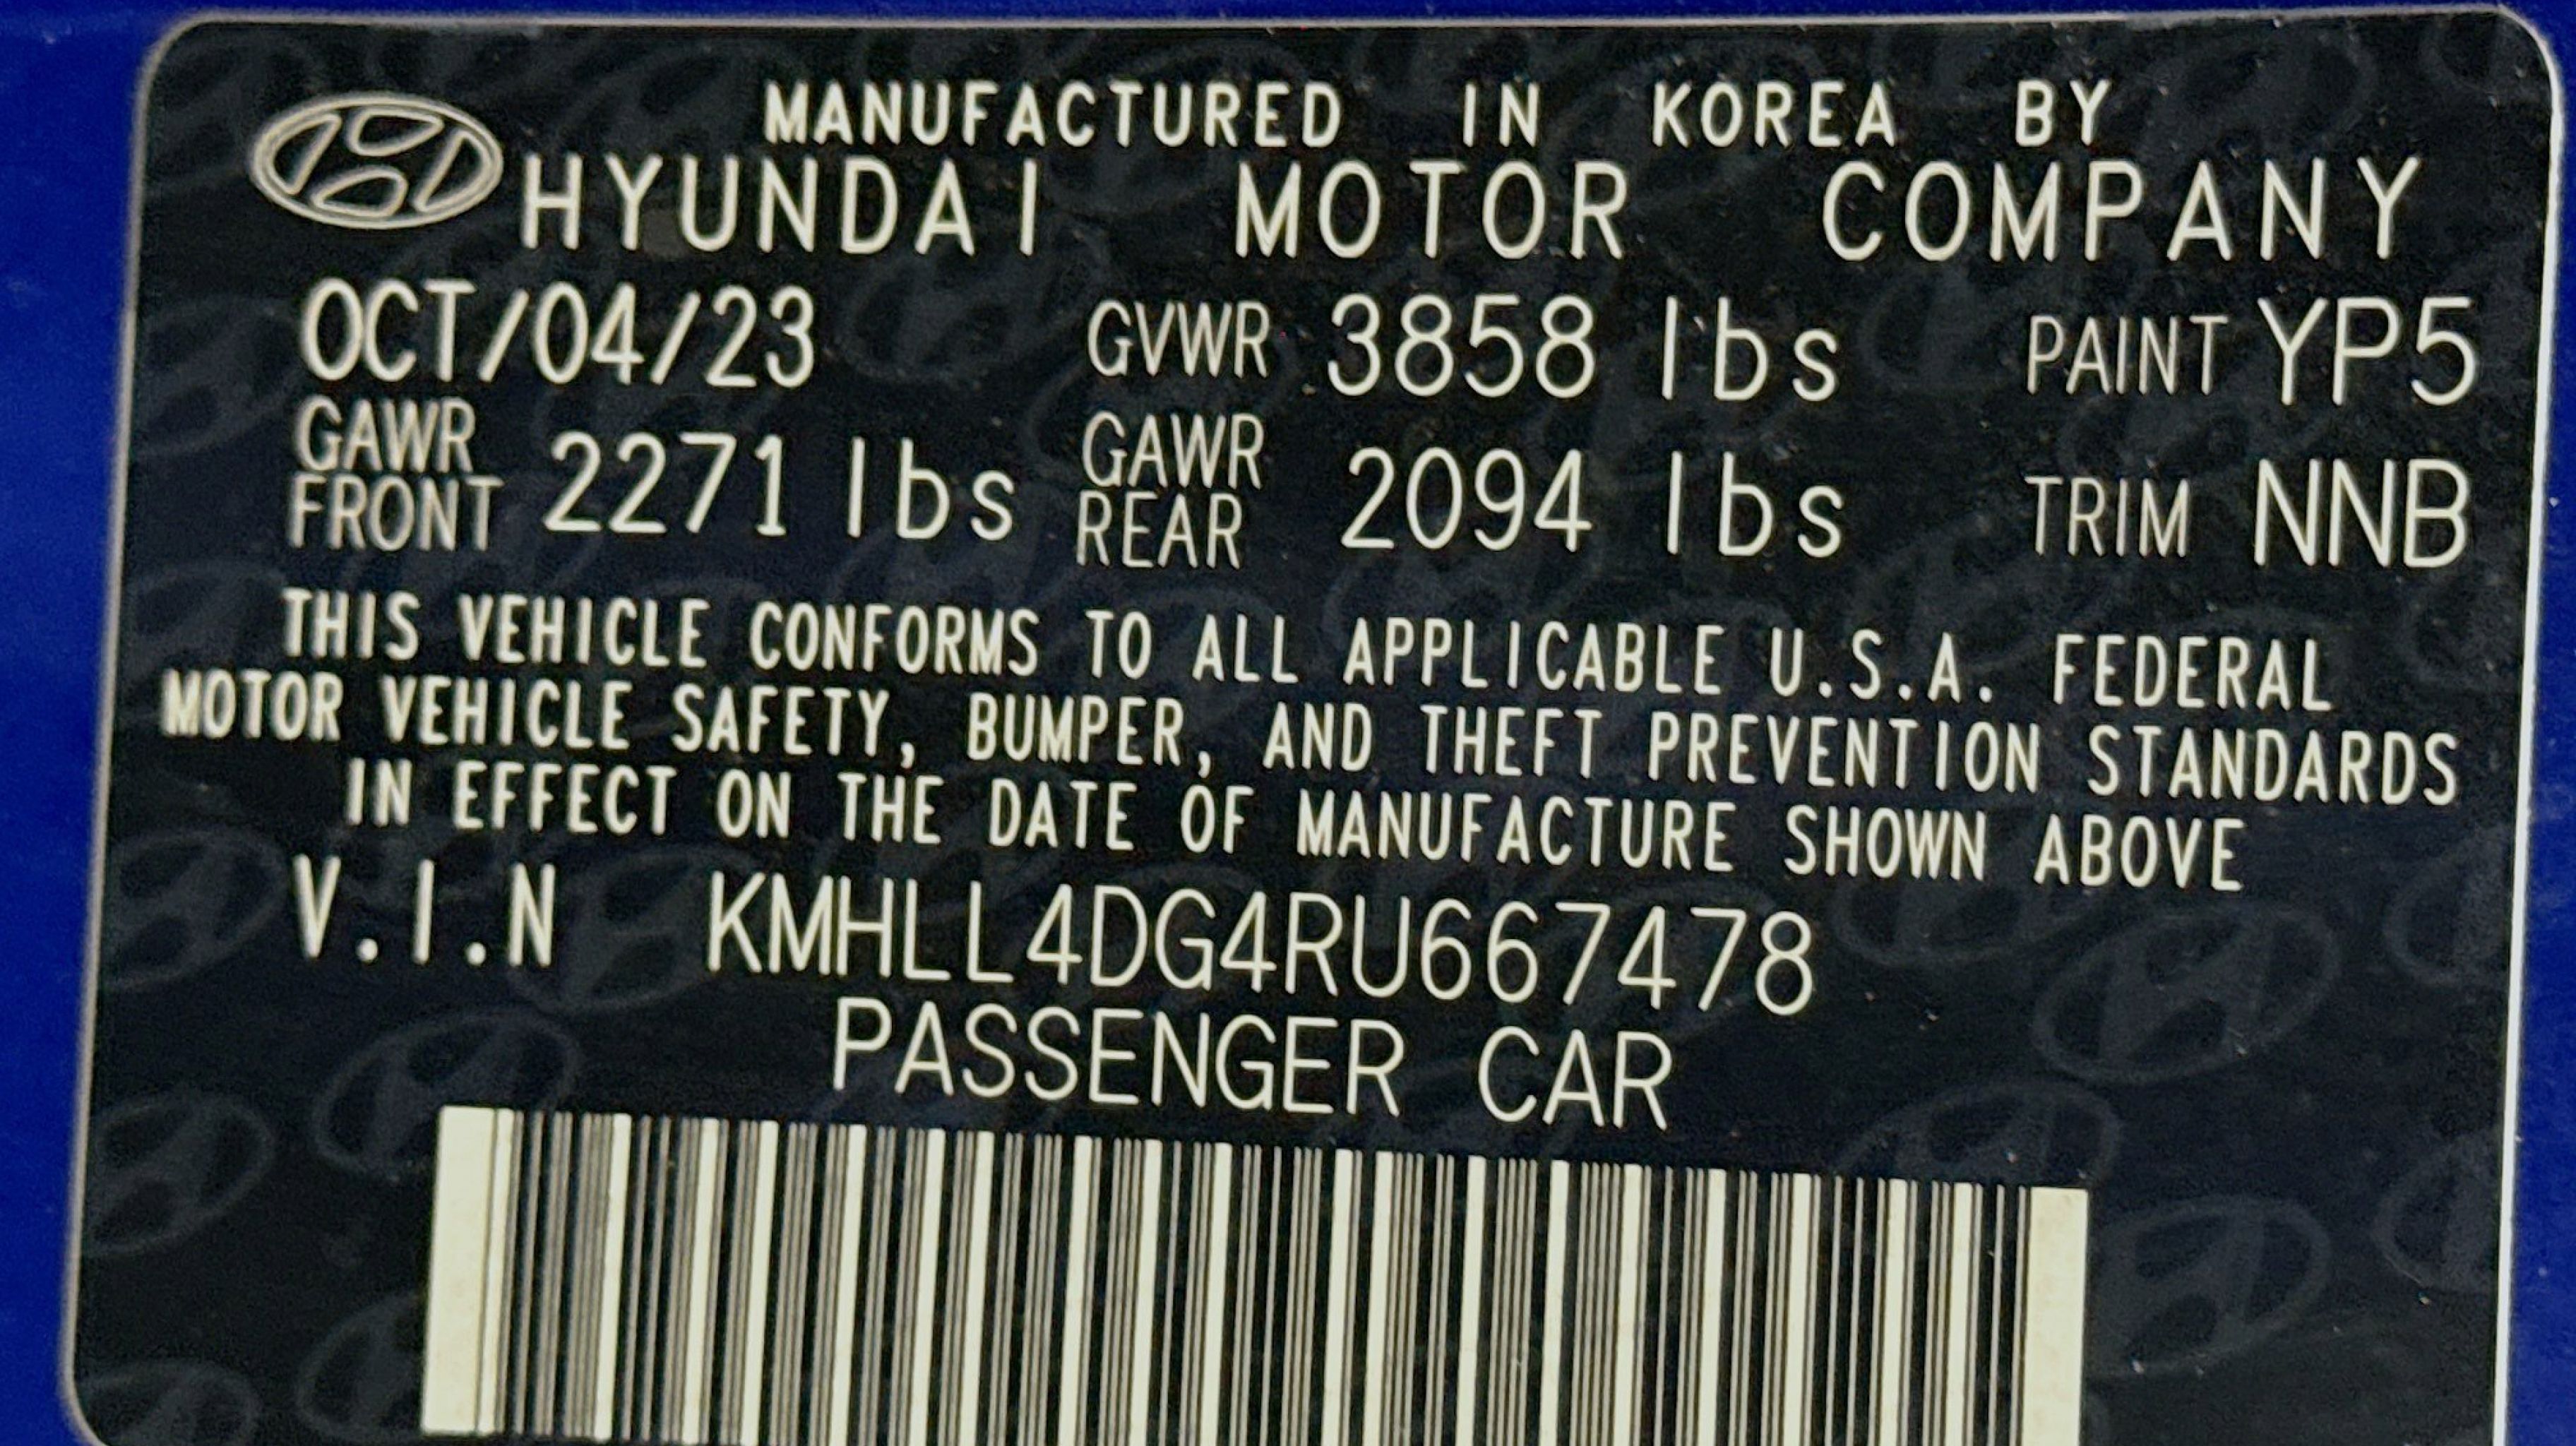 MANUFACTURED IN KOREA BY
HYUNDAI MOTOR COMPANY
OCT/04/23 GVWR 3858 lbs PAINT YP5
GAWR FRONT 2271 lbs GAWR REAR 2094 lbs TRIM NNB
THIS VEHICLE CONFORMS TO ALL APPLICABLE U.S.A. FEDERAL
MOTOR VEHICLE SAFETY, BUMPER, AND THEFT PREVENTION STANDARDS
IN EFFECT ON THE DATE OF MANUFACTURE SHOWN ABOVE
V.I.N KMHLL4DG4RU667478
PASSENGER CAR